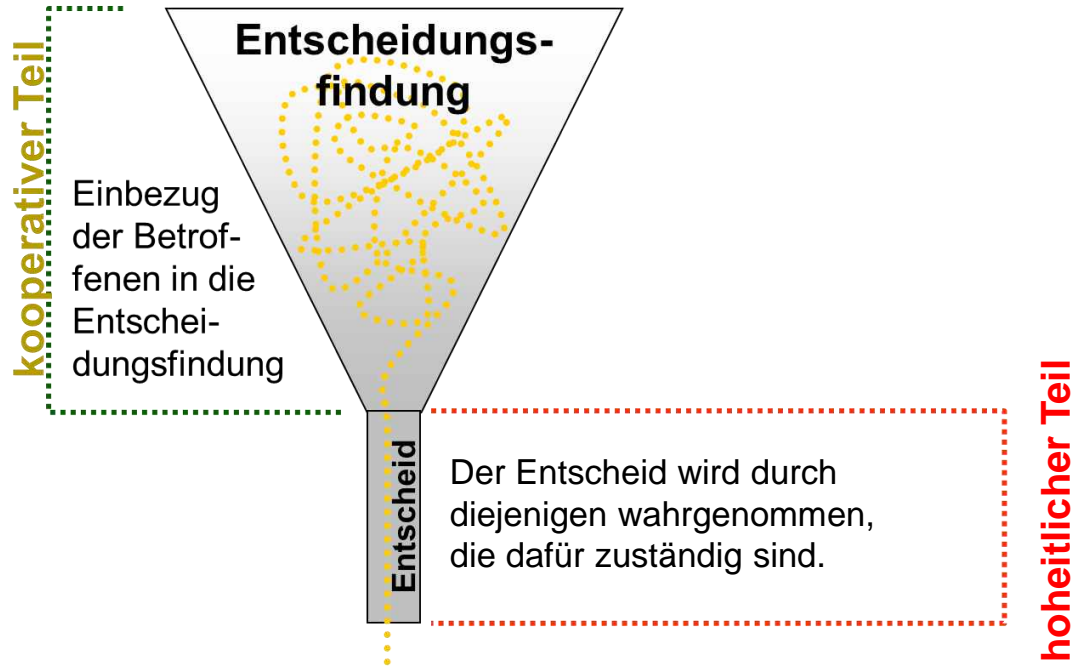 kooperativer Teil
Entscheidungs-
findung
Einbezug
der Betrof-
fenen in die
Entschei-
dungsfindung
Entscheid
Der Entscheid wird durch
diejenigen wahrgenommen,
die dafür zuständig sind.
hoheitlicher Teil